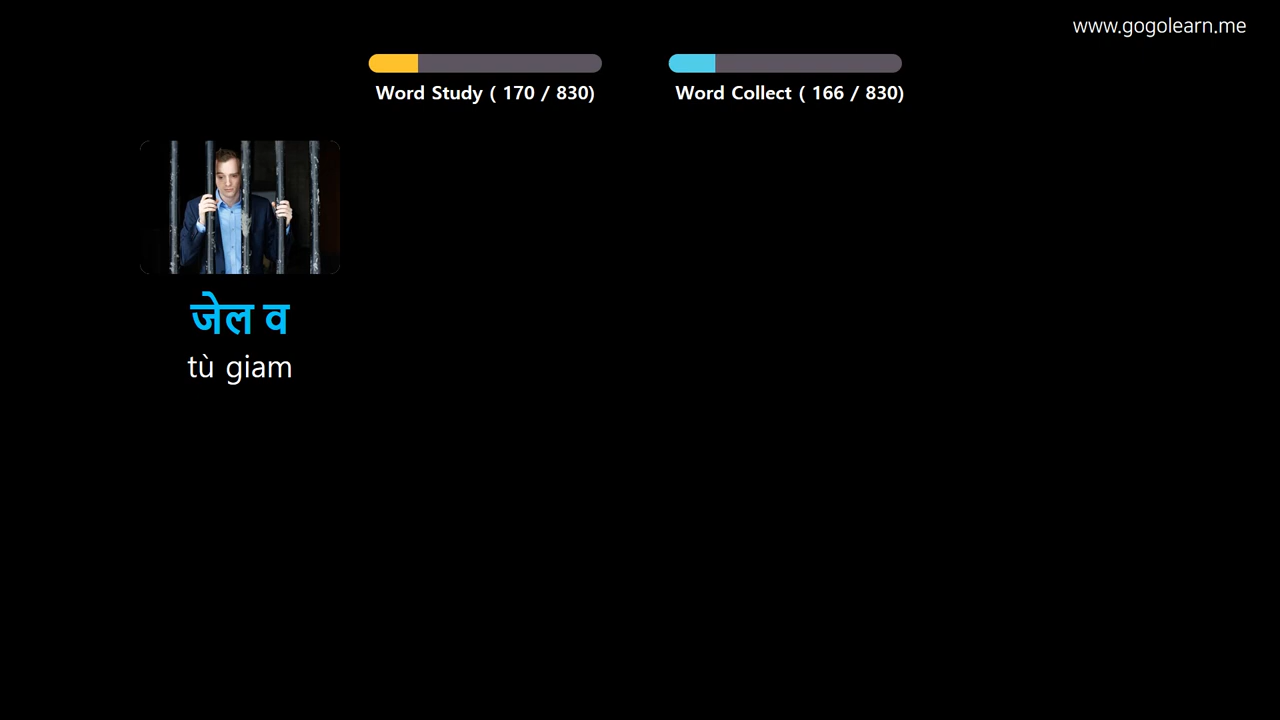 www.gogolearn.me
Word Study ( 170 / 830)
Word Collect ( 166 / 830)
जेल व
tù giam